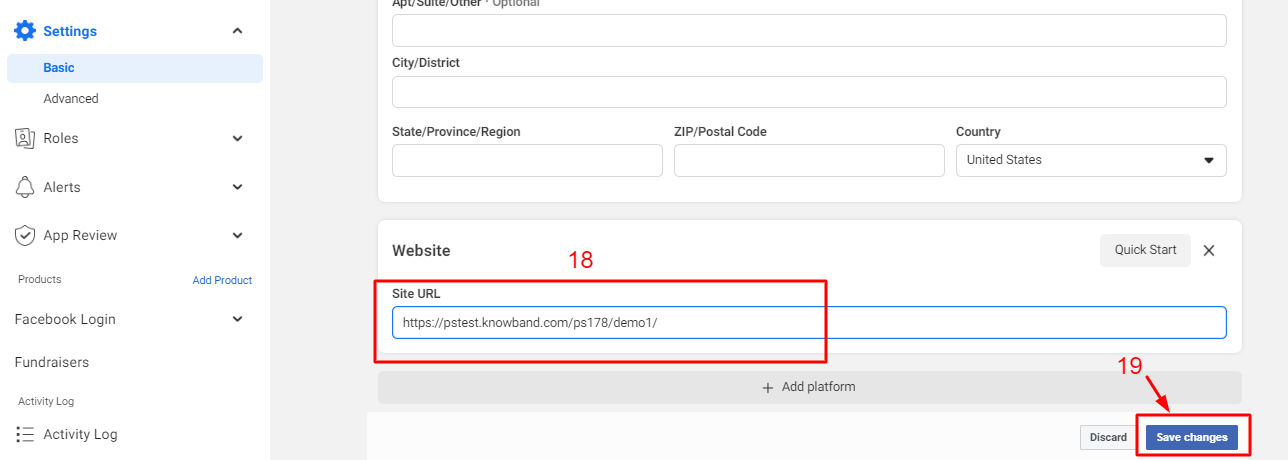 Settings
Basic
Advanced
Roles
Alerts
App Review
Products Add Product
Facebook Login
Fundraisers
Activity Log
Activity Log
Apt/Suite/Other · Optional
City/District
State/Province/Region ZIP/Postal Code Country
United States
Website Quick Start
18
Site URL
https://pstest.knowband.com/ps178/demo1/
+ Add platform
19
Discard Save changes